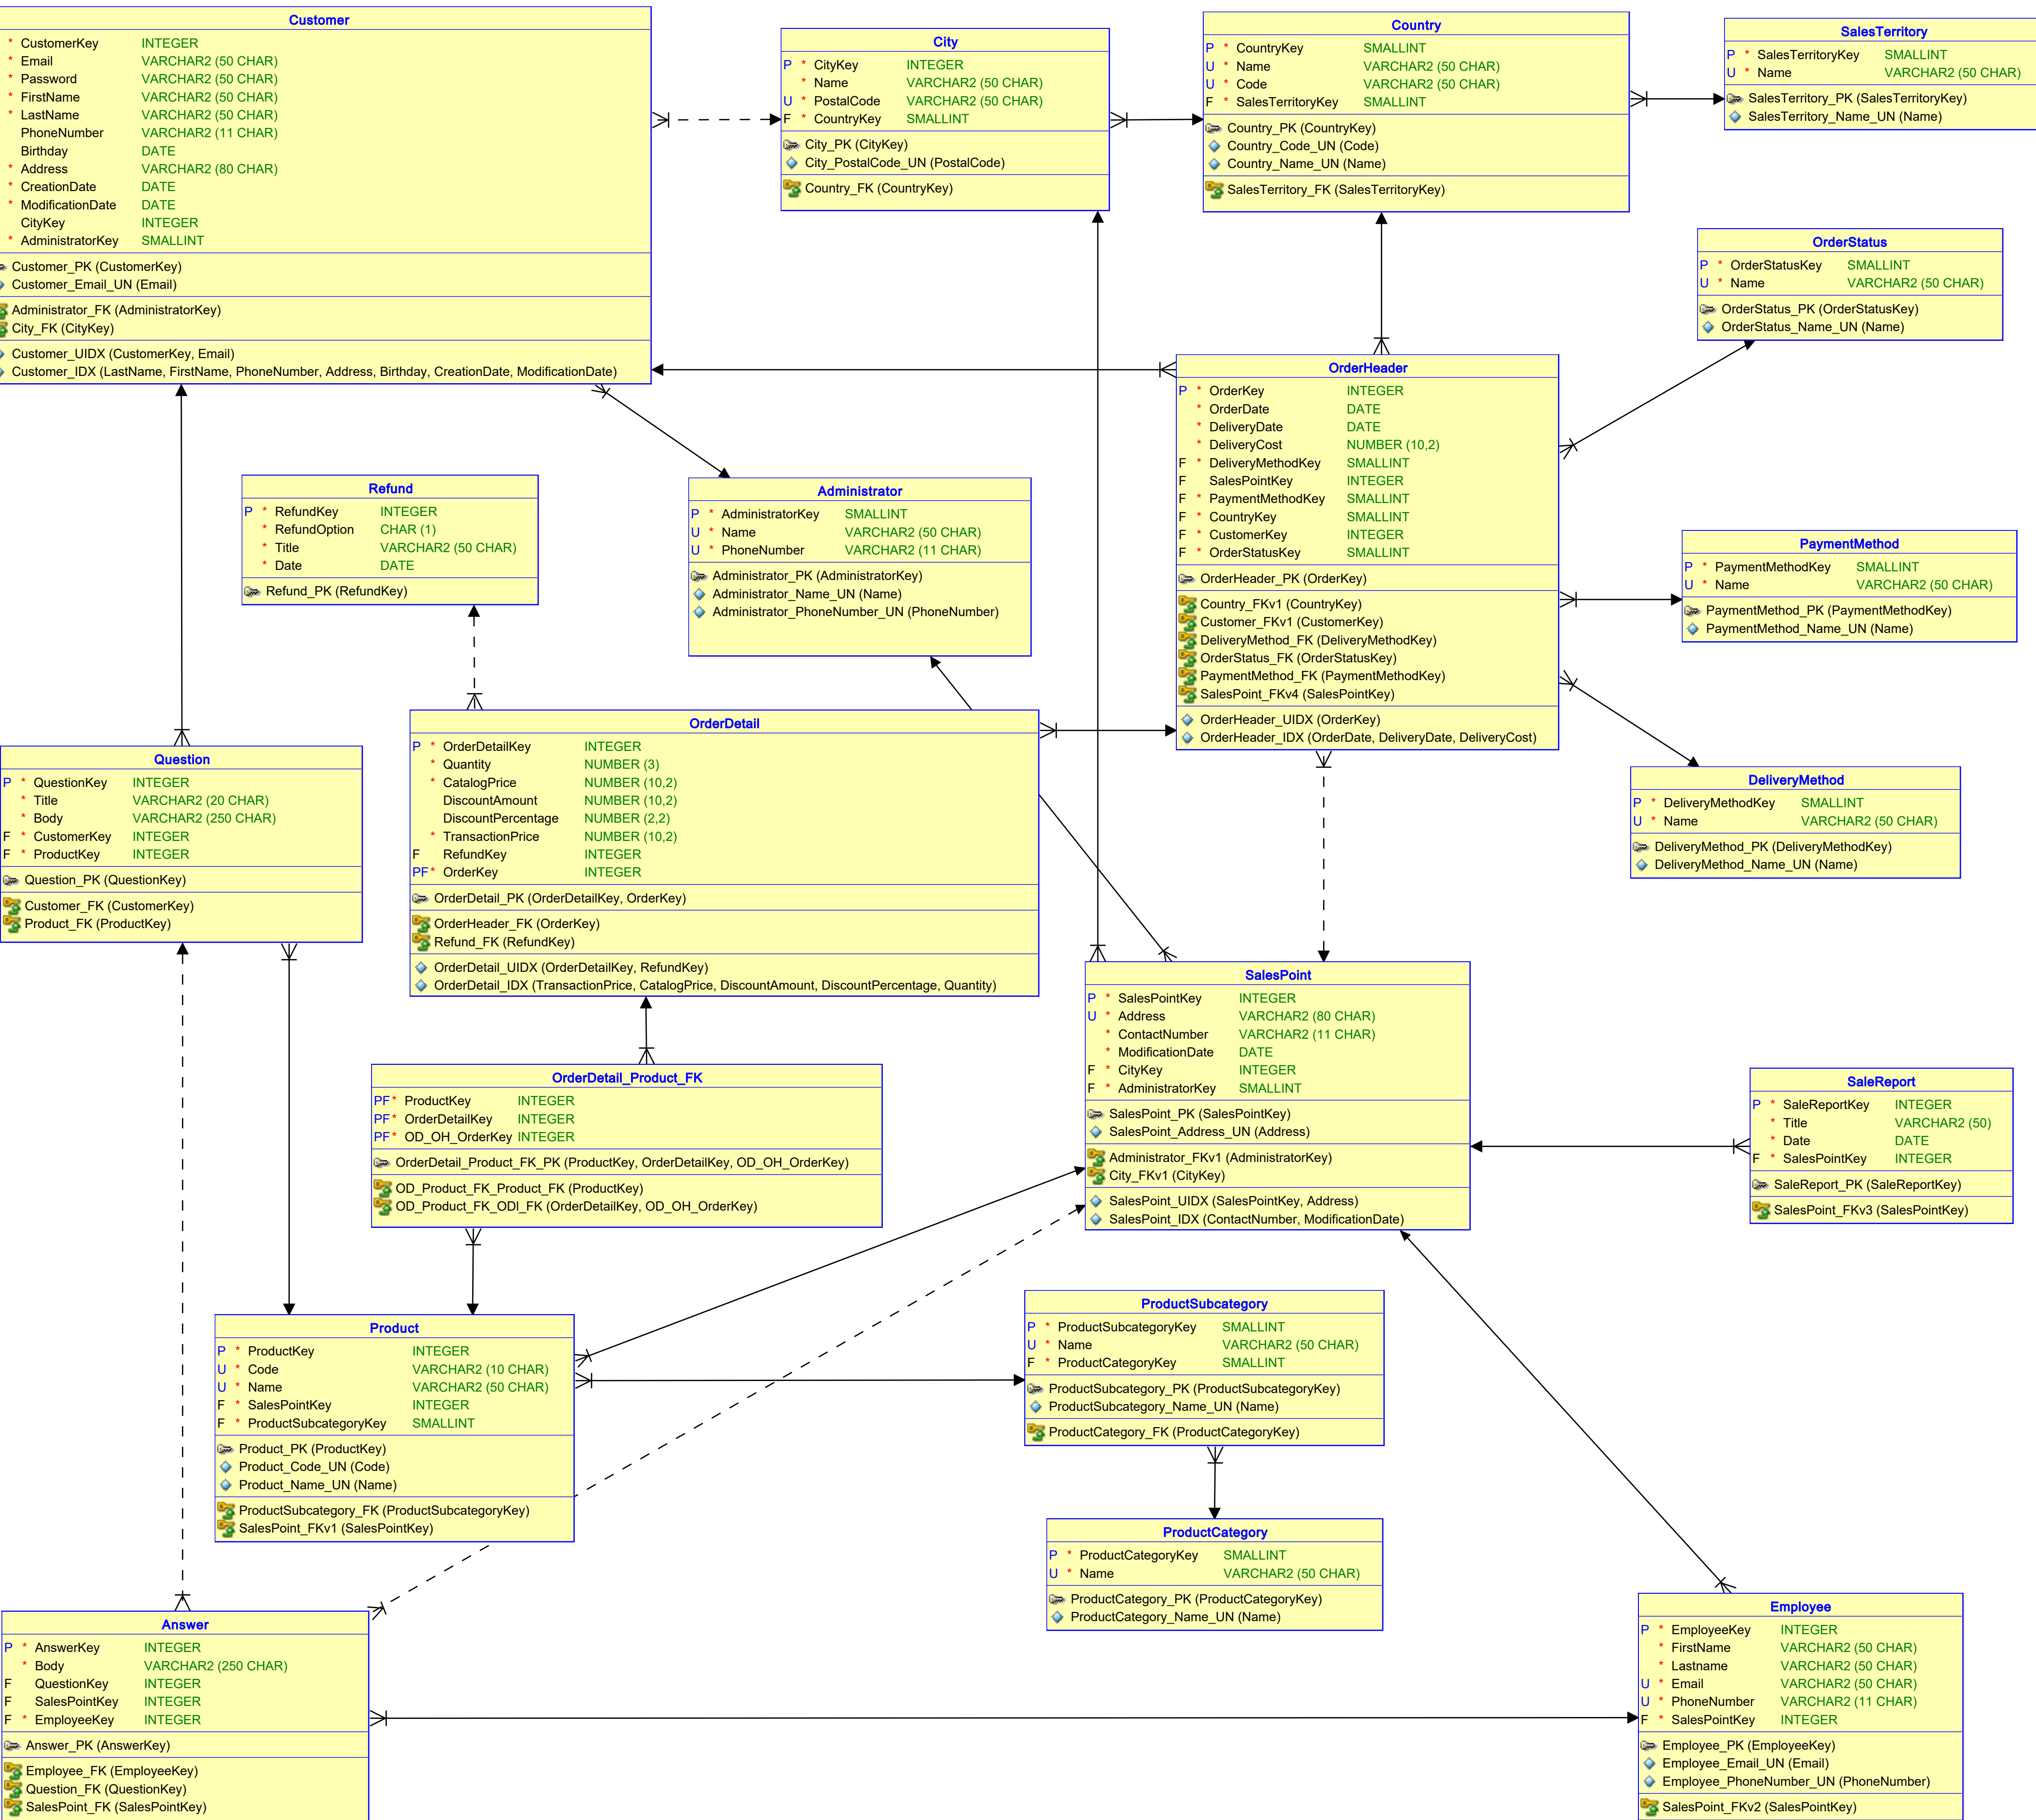 Customer
* CustomerKey INTEGER
* Email VARCHAR2 (50 CHAR)
* Password VARCHAR2 (50 CHAR)
* FirstName VARCHAR2 (50 CHAR)
* LastName VARCHAR2 (50 CHAR)
PhoneNumber VARCHAR2 (11 CHAR)
Birthday DATE
* Address VARCHAR2 (80 CHAR)
* CreationDate DATE
* ModificationDate DATE
CityKey INTEGER
* AdministratorKey SMALLINT
Customer_PK (CustomerKey)
Customer_Email_UN (Email)
Administrator_FK (AdministratorKey)
City_FK (CityKey)
Customer_UIDX (CustomerKey, Email)
Customer_IDX (LastName, FirstName, PhoneNumber, Address, Birthday, CreationDate, ModificationDate)
City
P * CityKey INTEGER
* Name VARCHAR2 (50 CHAR)
U * PostalCode VARCHAR2 (50 CHAR)
F * CountryKey SMALLINT
City_PK (CityKey)
City_PostalCode_UN (PostalCode)
Country_FK (CountryKey)
Country
P * CountryKey SMALLINT
U * Name VARCHAR2 (50 CHAR)
U * Code VARCHAR2 (50 CHAR)
F * SalesTerritoryKey SMALLINT
Country_PK (CountryKey)
Country_Code_UN (Code)
Country_Name_UN (Name)
SalesTerritory_FK (SalesTerritoryKey)
SalesTerritory
P * SalesTerritoryKey SMALLINT
U * Name VARCHAR2 (50 CHAR)
SalesTerritory_PK (SalesTerritoryKey)
SalesTerritory_Name_UN (Name)
OrderStatus
P * OrderStatusKey SMALLINT
U * Name VARCHAR2 (50 CHAR)
OrderStatus_PK (OrderStatusKey)
OrderStatus_Name_UN (Name)
OrderHeader
P * OrderKey INTEGER
* OrderDate DATE
* DeliveryDate DATE
* DeliveryCost NUMBER (10,2)
F * DeliveryMethodKey SMALLINT
F SalesPointKey INTEGER
F * PaymentMethodKey SMALLINT
F * CountryKey SMALLINT
F * CustomerKey INTEGER
F * OrderStatusKey SMALLINT
OrderHeader_PK (OrderKey)
Country_FKv1 (CountryKey)
Customer_FKv1 (CustomerKey)
DeliveryMethod_FK (DeliveryMethodKey)
OrderStatus_FK (OrderStatusKey)
PaymentMethod_FK (PaymentMethodKey)
SalesPoint_FKv4 (SalesPointKey)
OrderHeader_UIDX (OrderKey)
OrderHeader_IDX (OrderDate, DeliveryDate, DeliveryCost)
Refund
P * RefundKey INTEGER
* RefundOption CHAR (1)
* Title VARCHAR2 (50 CHAR)
* Date DATE
Refund_PK (RefundKey)
Administrator
P * AdministratorKey SMALLINT
U * Name VARCHAR2 (50 CHAR)
U * PhoneNumber VARCHAR2 (11 CHAR)
Administrator_PK (AdministratorKey)
Administrator_Name_UN (Name)
Administrator_PhoneNumber_UN (PhoneNumber)
PaymentMethod
P * PaymentMethodKey SMALLINT
U * Name VARCHAR2 (50 CHAR)
PaymentMethod_PK (PaymentMethodKey)
PaymentMethod_Name_UN (Name)
OrderDetail
P * OrderDetailKey INTEGER
* Quantity NUMBER (3)
* CatalogPrice NUMBER (10,2)
DiscountAmount NUMBER (10,2)
DiscountPercentage NUMBER (2,2)
* TransactionPrice NUMBER (10,2)
F RefundKey INTEGER
PF * OrderKey INTEGER
OrderDetail_PK (OrderDetailKey, OrderKey)
OrderHeader_FK (OrderKey)
Refund_FK (RefundKey)
OrderDetail_UIDX (OrderDetailKey, RefundKey)
OrderDetail_IDX (TransactionPrice, CatalogPrice, DiscountAmount, DiscountPercentage, Quantity)
Question
P * QuestionKey INTEGER
* Title VARCHAR2 (20 CHAR)
* Body VARCHAR2 (250 CHAR)
F * CustomerKey INTEGER
F * ProductKey INTEGER
Question_PK (QuestionKey)
Customer_FK (CustomerKey)
Product_FK (ProductKey)
DeliveryMethod
P * DeliveryMethodKey SMALLINT
U * Name VARCHAR2 (50 CHAR)
DeliveryMethod_PK (DeliveryMethodKey)
DeliveryMethod_Name_UN (Name)
SalesPoint
P * SalesPointKey INTEGER
U * Address VARCHAR2 (80 CHAR)
* ContactNumber VARCHAR2 (11 CHAR)
* ModificationDate DATE
F * CityKey INTEGER
F * AdministratorKey SMALLINT
SalesPoint_PK (SalesPointKey)
SalesPoint_Address_UN (Address)
Administrator_FKv1 (AdministratorKey)
City_FKv1 (CityKey)
SalesPoint_UIDX (SalesPointKey, Address)
SalesPoint_IDX (ContactNumber, ModificationDate)
OrderDetail_Product_FK
PF * ProductKey INTEGER
PF * OrderDetailKey INTEGER
PF * OD_OH_OrderKey INTEGER
OrderDetail_Product_FK_PK (ProductKey, OrderDetailKey, OD_OH_OrderKey)
OD_Product_FK_Product_FK (ProductKey)
OD_Product_FK_ODI_FK (OrderDetailKey, OD_OH_OrderKey)
SaleReport
P * SaleReportKey INTEGER
* Title VARCHAR2 (50)
* Date DATE
F * SalesPointKey INTEGER
SaleReport_PK (SaleReportKey)
SalesPoint_FKv3 (SalesPointKey)
Product
P * ProductKey INTEGER
U * Code VARCHAR2 (10 CHAR)
U * Name VARCHAR2 (50 CHAR)
F * SalesPointKey INTEGER
F * ProductSubcategoryKey SMALLINT
Product_PK (ProductKey)
Product_Code_UN (Code)
Product_Name_UN (Name)
ProductSubcategory_FK (ProductSubcategoryKey)
SalesPoint_FKv1 (SalesPointKey)
ProductSubcategory
P * ProductSubcategoryKey SMALLINT
U * Name VARCHAR2 (50 CHAR)
F * ProductCategoryKey SMALLINT
ProductSubcategory_PK (ProductSubcategoryKey)
ProductSubcategory_Name_UN (Name)
ProductCategory_FK (ProductCategoryKey)
ProductCategory
P * ProductCategoryKey SMALLINT
U * Name VARCHAR2 (50 CHAR)
ProductCategory_PK (ProductCategoryKey)
ProductCategory_Name_UN (Name)
Answer
P * AnswerKey INTEGER
* Body VARCHAR2 (250 CHAR)
F QuestionKey INTEGER
F SalesPointKey INTEGER
F * EmployeeKey INTEGER
Answer_PK (AnswerKey)
Employee_FK (EmployeeKey)
Question_FK (QuestionKey)
SalesPoint_FK (SalesPointKey)
Employee
P * EmployeeKey INTEGER
* FirstName VARCHAR2 (50 CHAR)
* Lastname VARCHAR2 (50 CHAR)
U * Email VARCHAR2 (50 CHAR)
U * PhoneNumber VARCHAR2 (11 CHAR)
F * SalesPointKey INTEGER
Employee_PK (EmployeeKey)
Employee_Email_UN (Email)
Employee_PhoneNumber_UN (PhoneNumber)
SalesPoint_FKv2 (SalesPointKey)